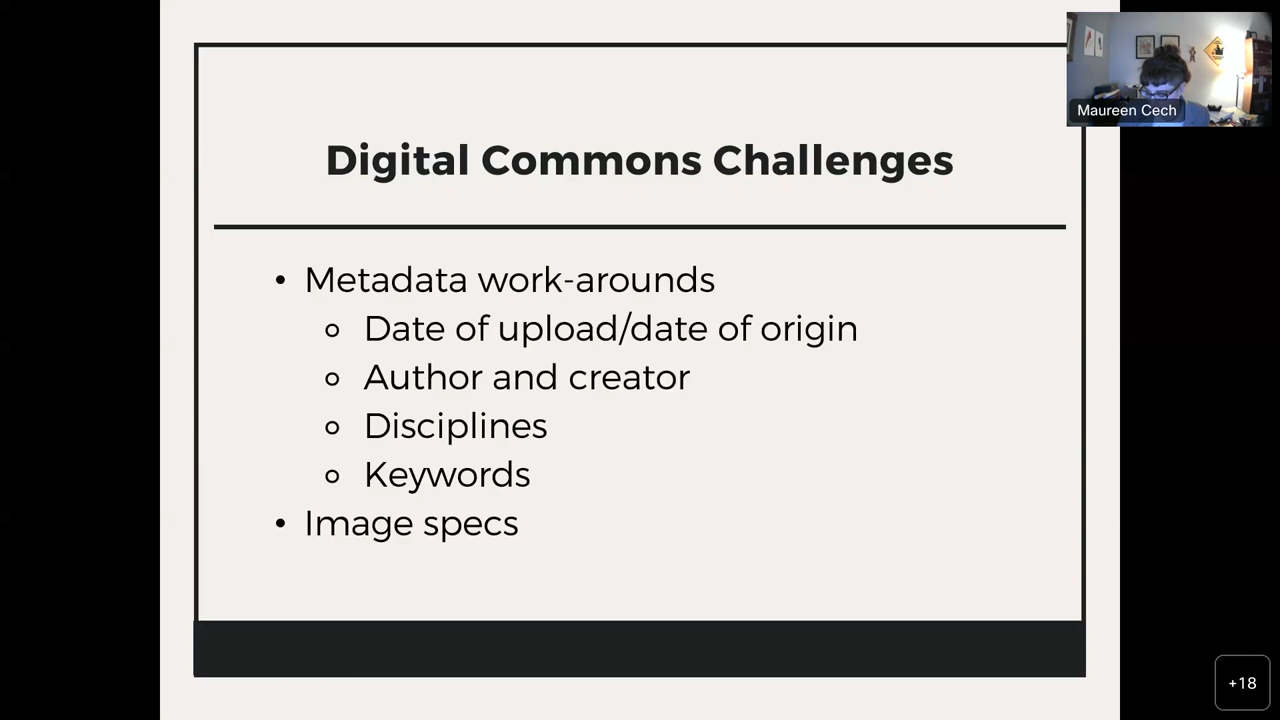 Maureen Cech
Digital Commons Challenges
• Metadata work-arounds
○ Date of upload/date of origin
○ Author and creator
○ Disciplines
○ Keywords
• Image specs
+18